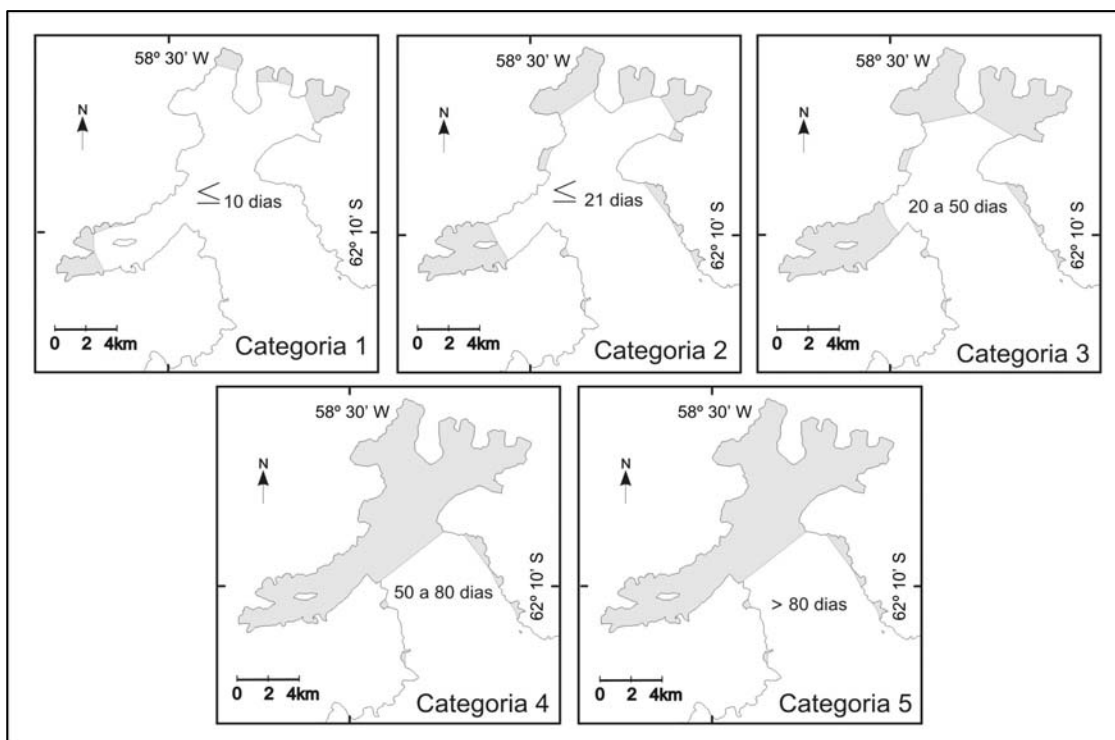 58º 30' W
N
≤ 10 dias
62º 10' S
0 2 4km
Categoria 1
58º 30' W
N
≤ 21 dias
62º 10' S
0 2 4km
Categoria 2
58º 30' W
N
20 a 50 dias
62º 10' S
0 2 4km
Categoria 3
58º 30' W
N
50 a 80 dias
62º 10' S
0 2 4km
Categoria 4
58º 30' W
N
> 80 dias
62º 10' S
0 2 4km
Categoria 5